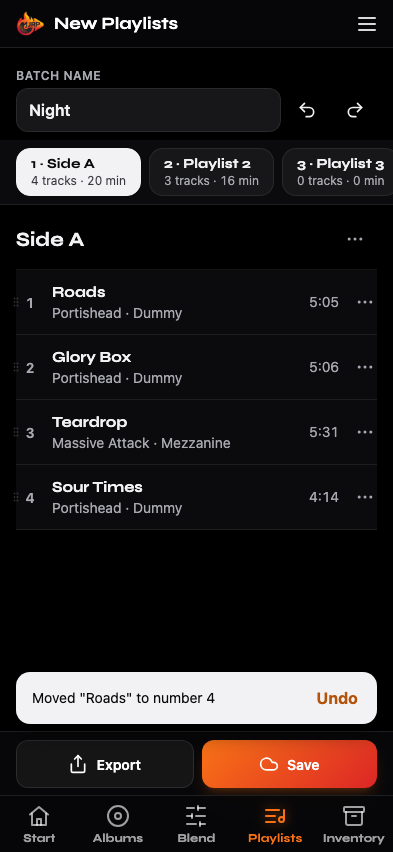 New Playlists
BATCH NAME
Night
1 · Side A
4 tracks · 20 min
2 · Playlist 2
3 tracks · 16 min
3 · Playlist 3
0 tracks · 0 min
Side A
1
Roads
Portishead · Dummy
5:05
2
Glory Box
Portishead · Dummy
5:06
3
Teardrop
Massive Attack · Mezzanine
5:31
4
Sour Times
Portishead · Dummy
4:14
Moved "Roads" to number 4
Undo
Export
Save
Start
Albums
Blend
Playlists
Inventory